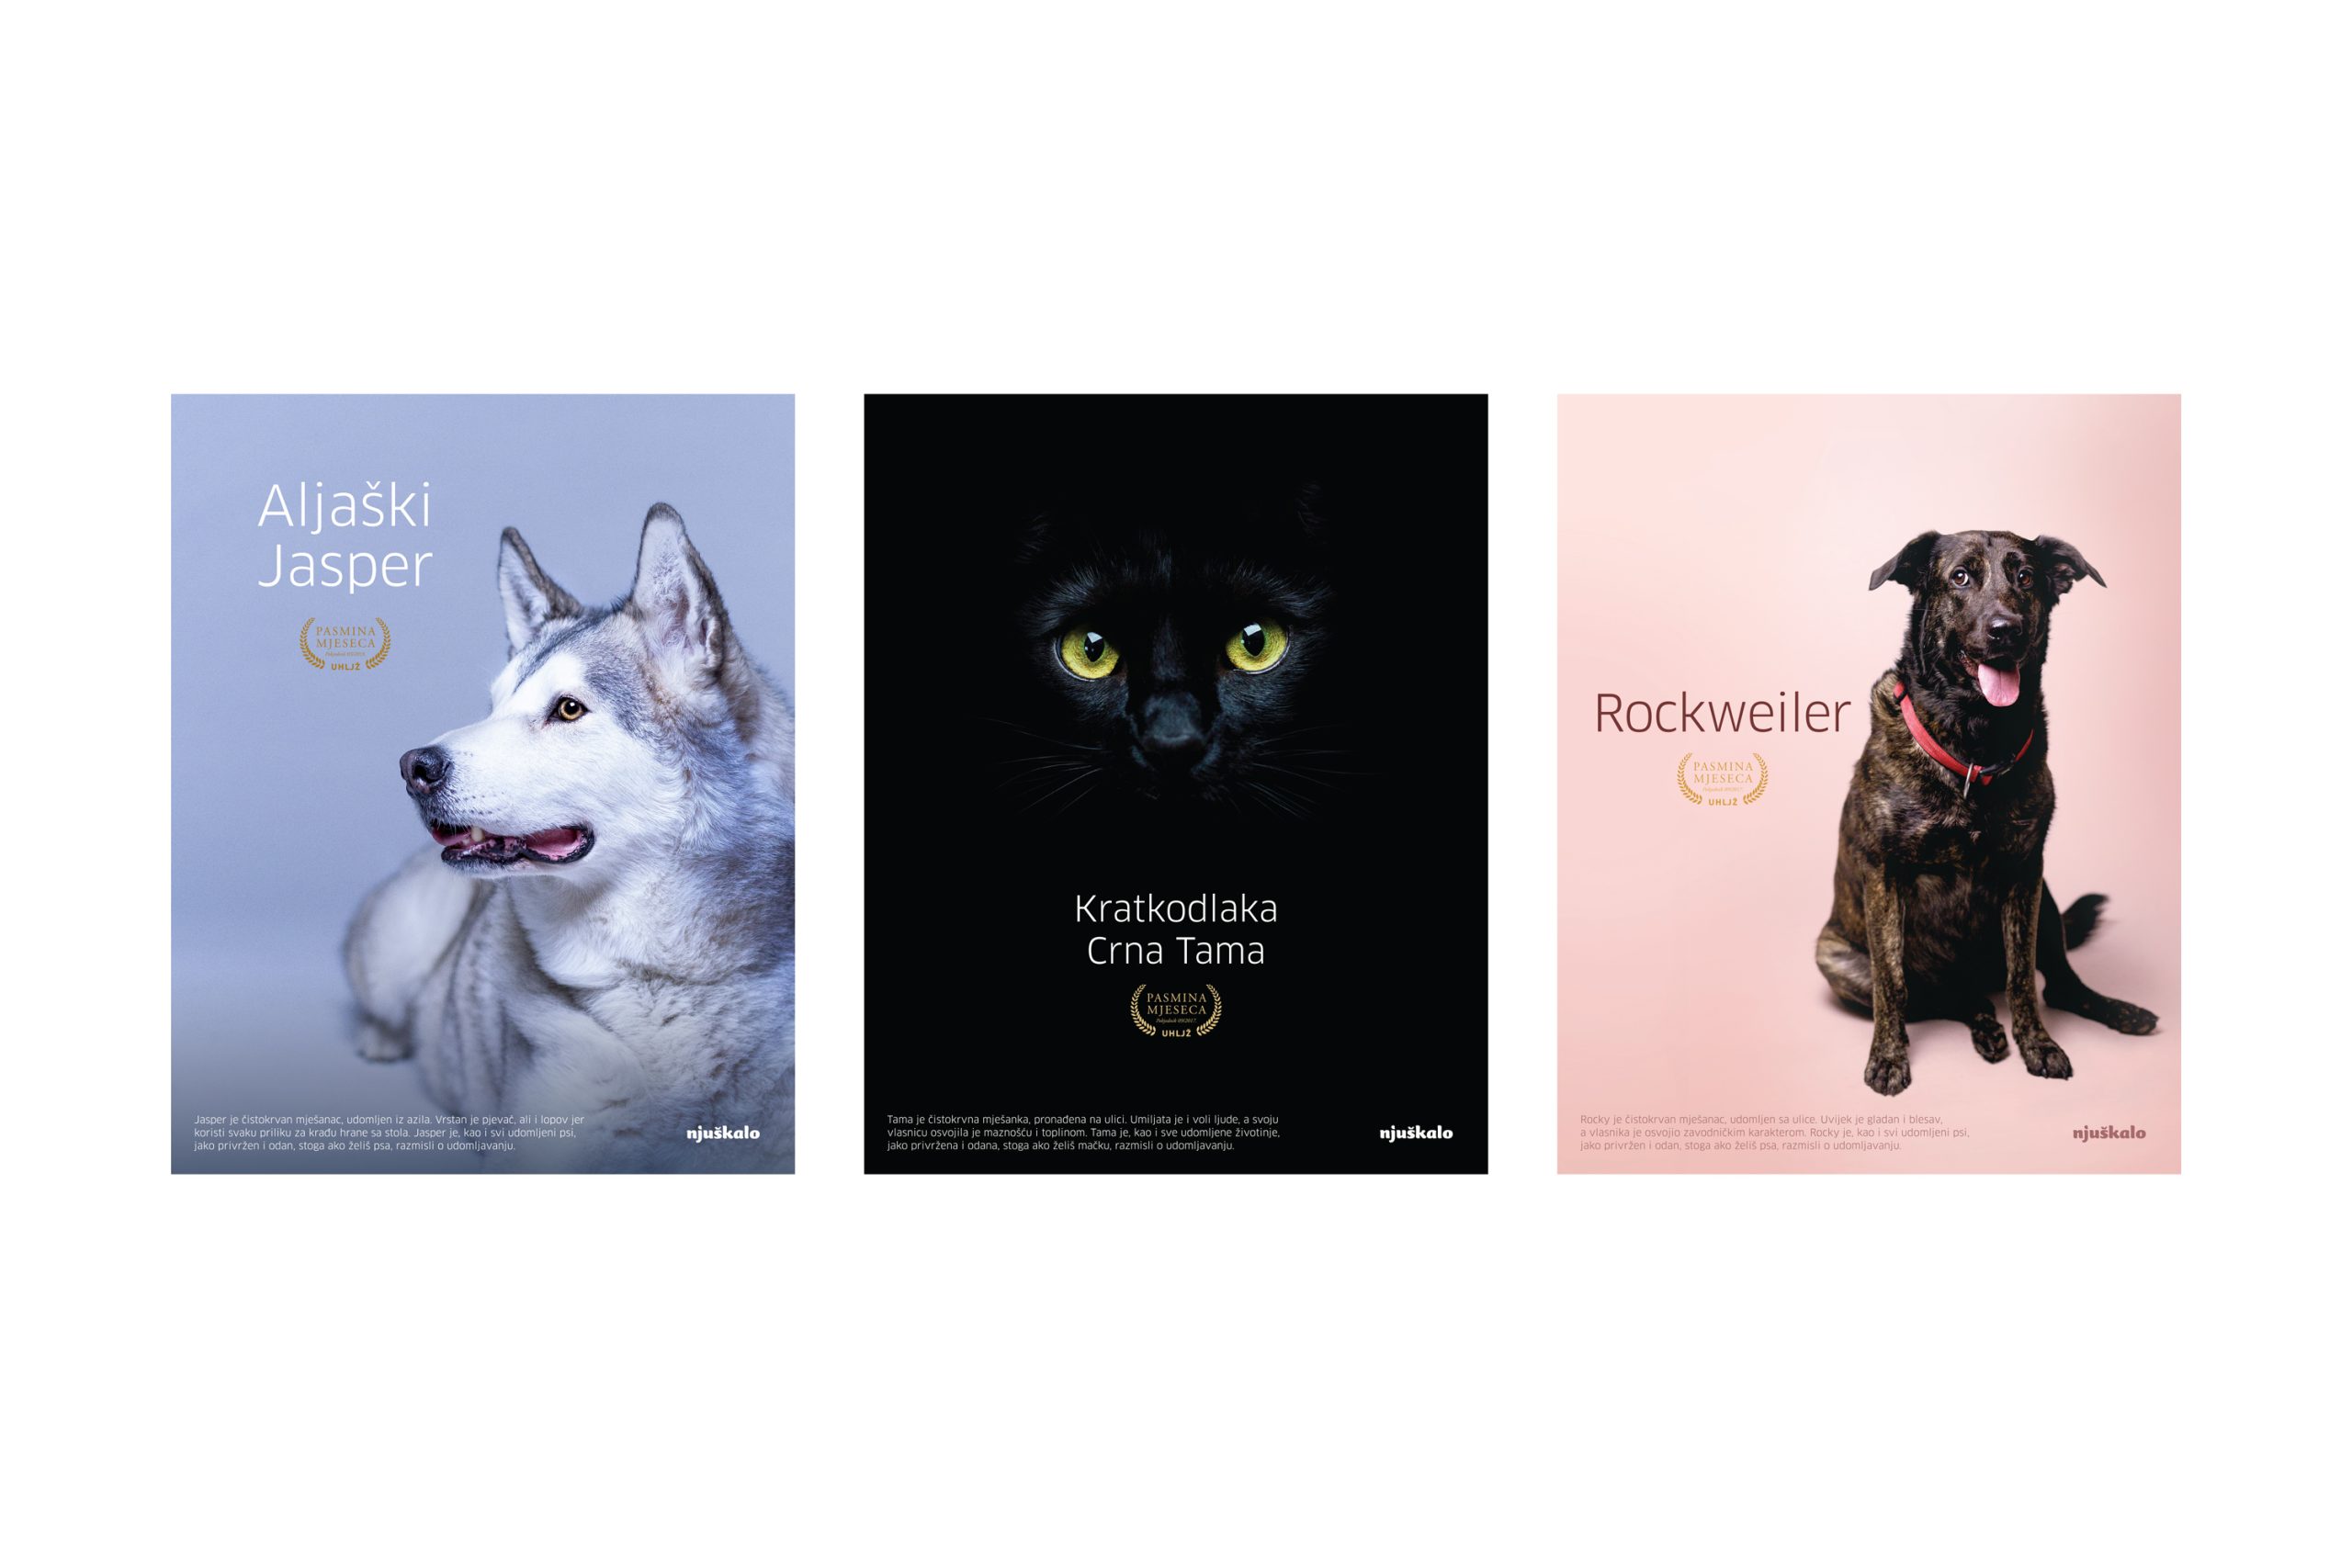 Aljaški
Jasper
PASMINA
MJESECA
UHLJŽ
Jasper je čistokrvan mješanac, udomljen iz azila. Vrstan je pjevač, ali i lopov jer
koristi svaku priliku za krađu hrane sa stola. Jasper je, kao i svi udomljeni psi,
jako privržen i odan, stoga ako želiš psa, razmisli o udomljavanju.
njuškalo
Kratkodlaka
Crna Tama
PASMINA
MJESECA
Pobjednik 09/2017
UHLJŽ
Tama je čistokrvna mješanka, pronađena na ulici. Umiljata je i voli ljude, a svoju
vlasnicu osvojila je maznošću i toplinom. Tama je, kao i sve udomljene životinje,
jako privržena i odana, stoga ako želiš mačku, razmisli o udomljavanju.
njuškalo
Rockweiler
PASMINA
MJESECA
UHLJŽ
Rocky je čistokrvan mješanac, udomljen sa ulice. Uvijek je gladan i blesav,
a vlasnika je osvojio zavodničkim karakterom. Rocky je, kao i svi udomljeni psi,
jako privržen i odan, stoga ako želiš psa, razmisli o udomljavanju.
njuškalo